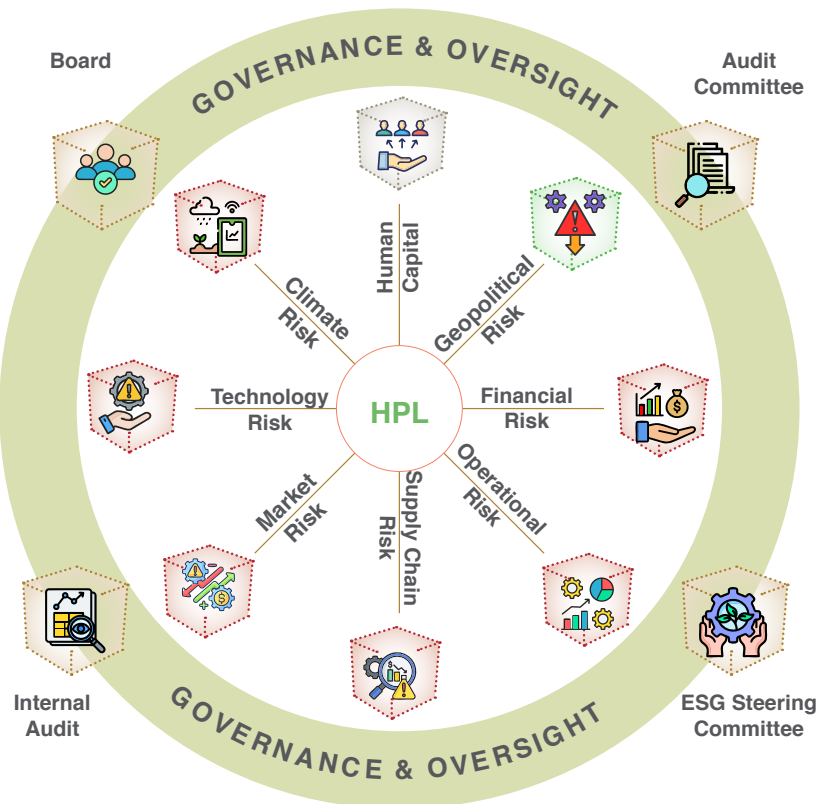 GOVERNANCE & OVERSIGHT
Board
Audit
Committee
Human
Capital
Climate
Risk
Geopolitical
Risk
Technology
Risk
HPL
Financial
Risk
Market
Risk
Supply Chain
Risk
Operational
Risk
Internal
Audit
ESG Steering
Committee
GOVERNANCE & OVERSIGHT